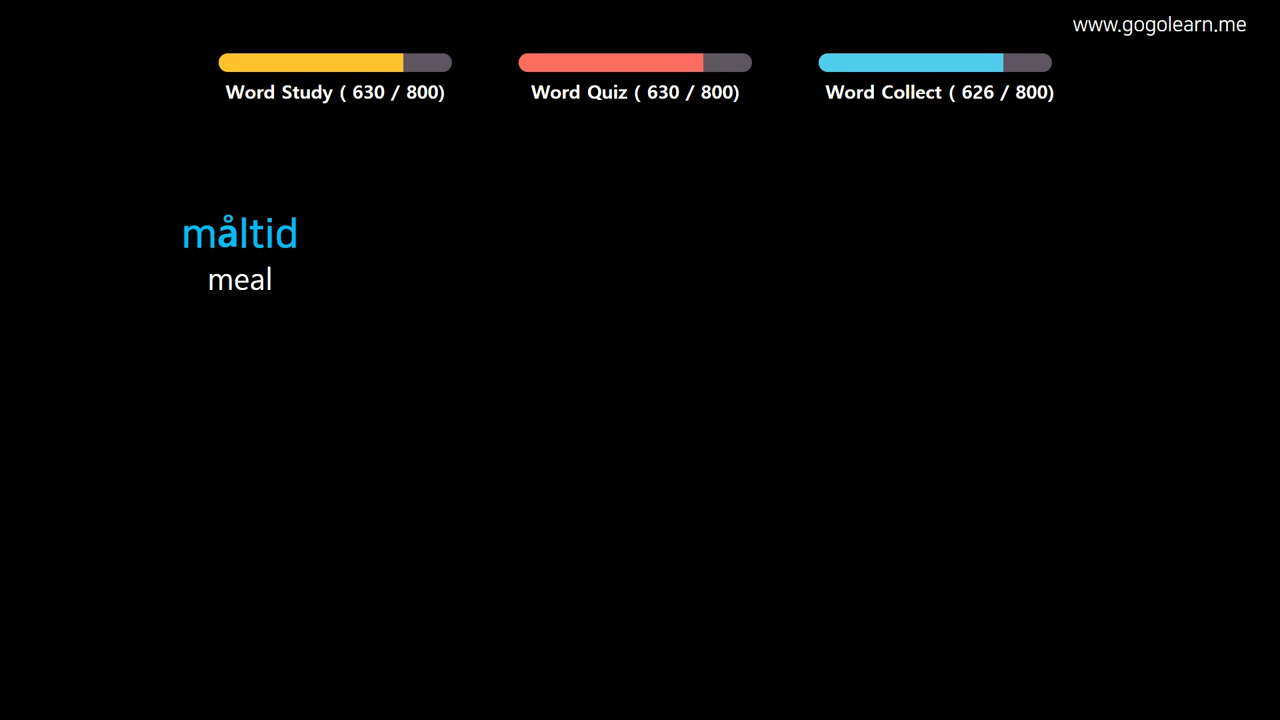 www.gogolearn.me
Word Study ( 630 / 800)
Word Quiz ( 630 / 800)
Word Collect ( 626 / 800)
måltid
meal